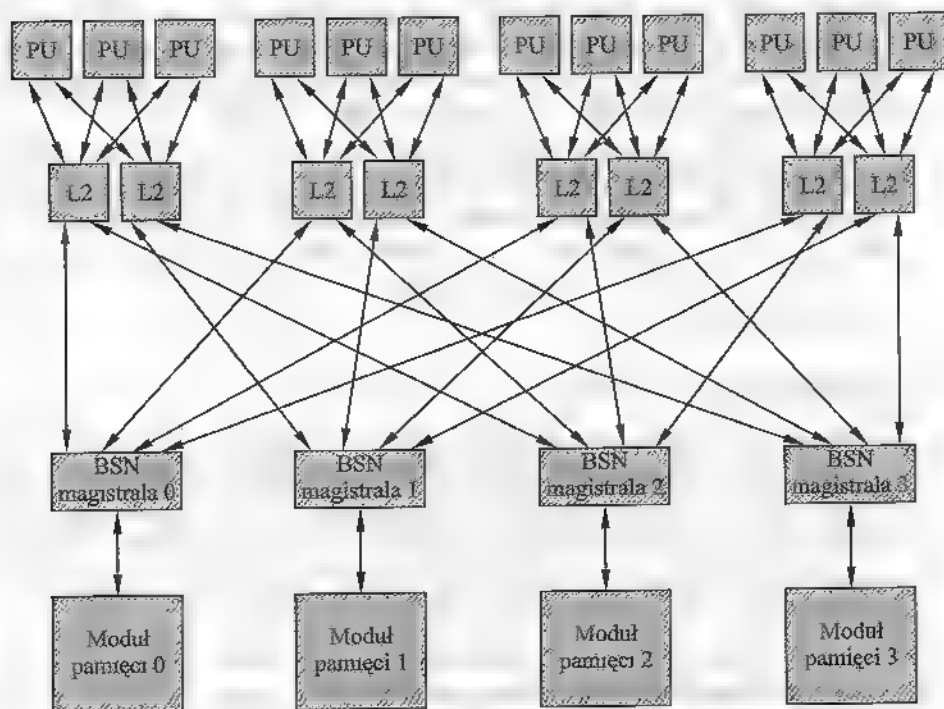 PU PU PU PU PU PU PU PU PU PU PU PU
L2 L2 L2 L2 L2 L2 L2 L2
BSN
magistrala 0
BSN
magistrala 1
BSN
magistrala 2
BSN
magistrala 3
Moduł
pamięci 0
Moduł
pamięci 1
Moduł
pamięci 2
Moduł
pamięci 3